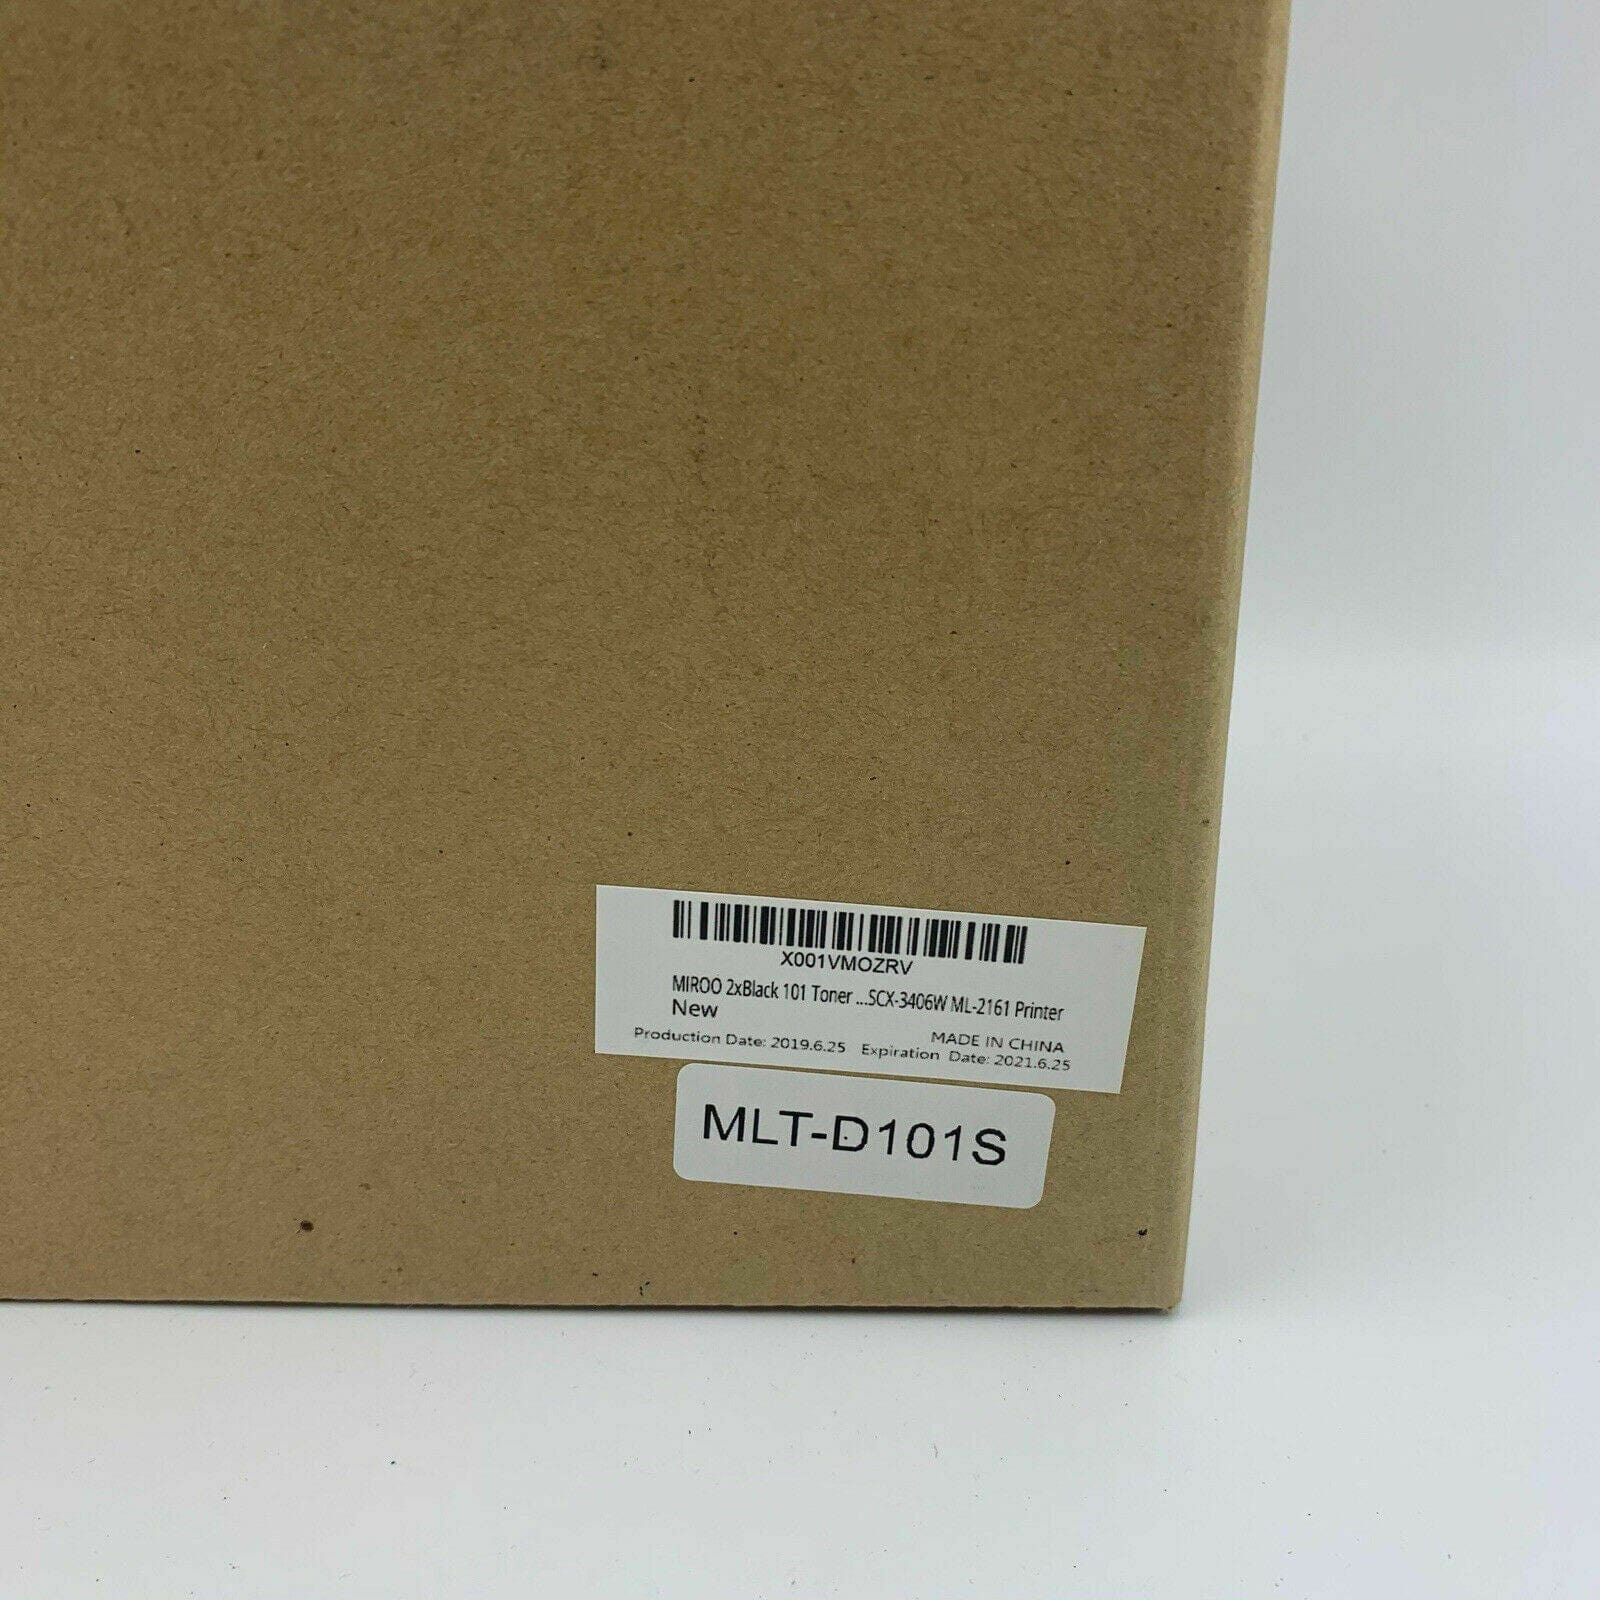 X001VMOZRV
MIROO 2xBlack 101 Toner ...SCX-3406W ML-2161 Printer
New
MADE IN CHINA
Production Date: 2019.6.25 Expiration Date: 2021.6.25
MLT-D101S